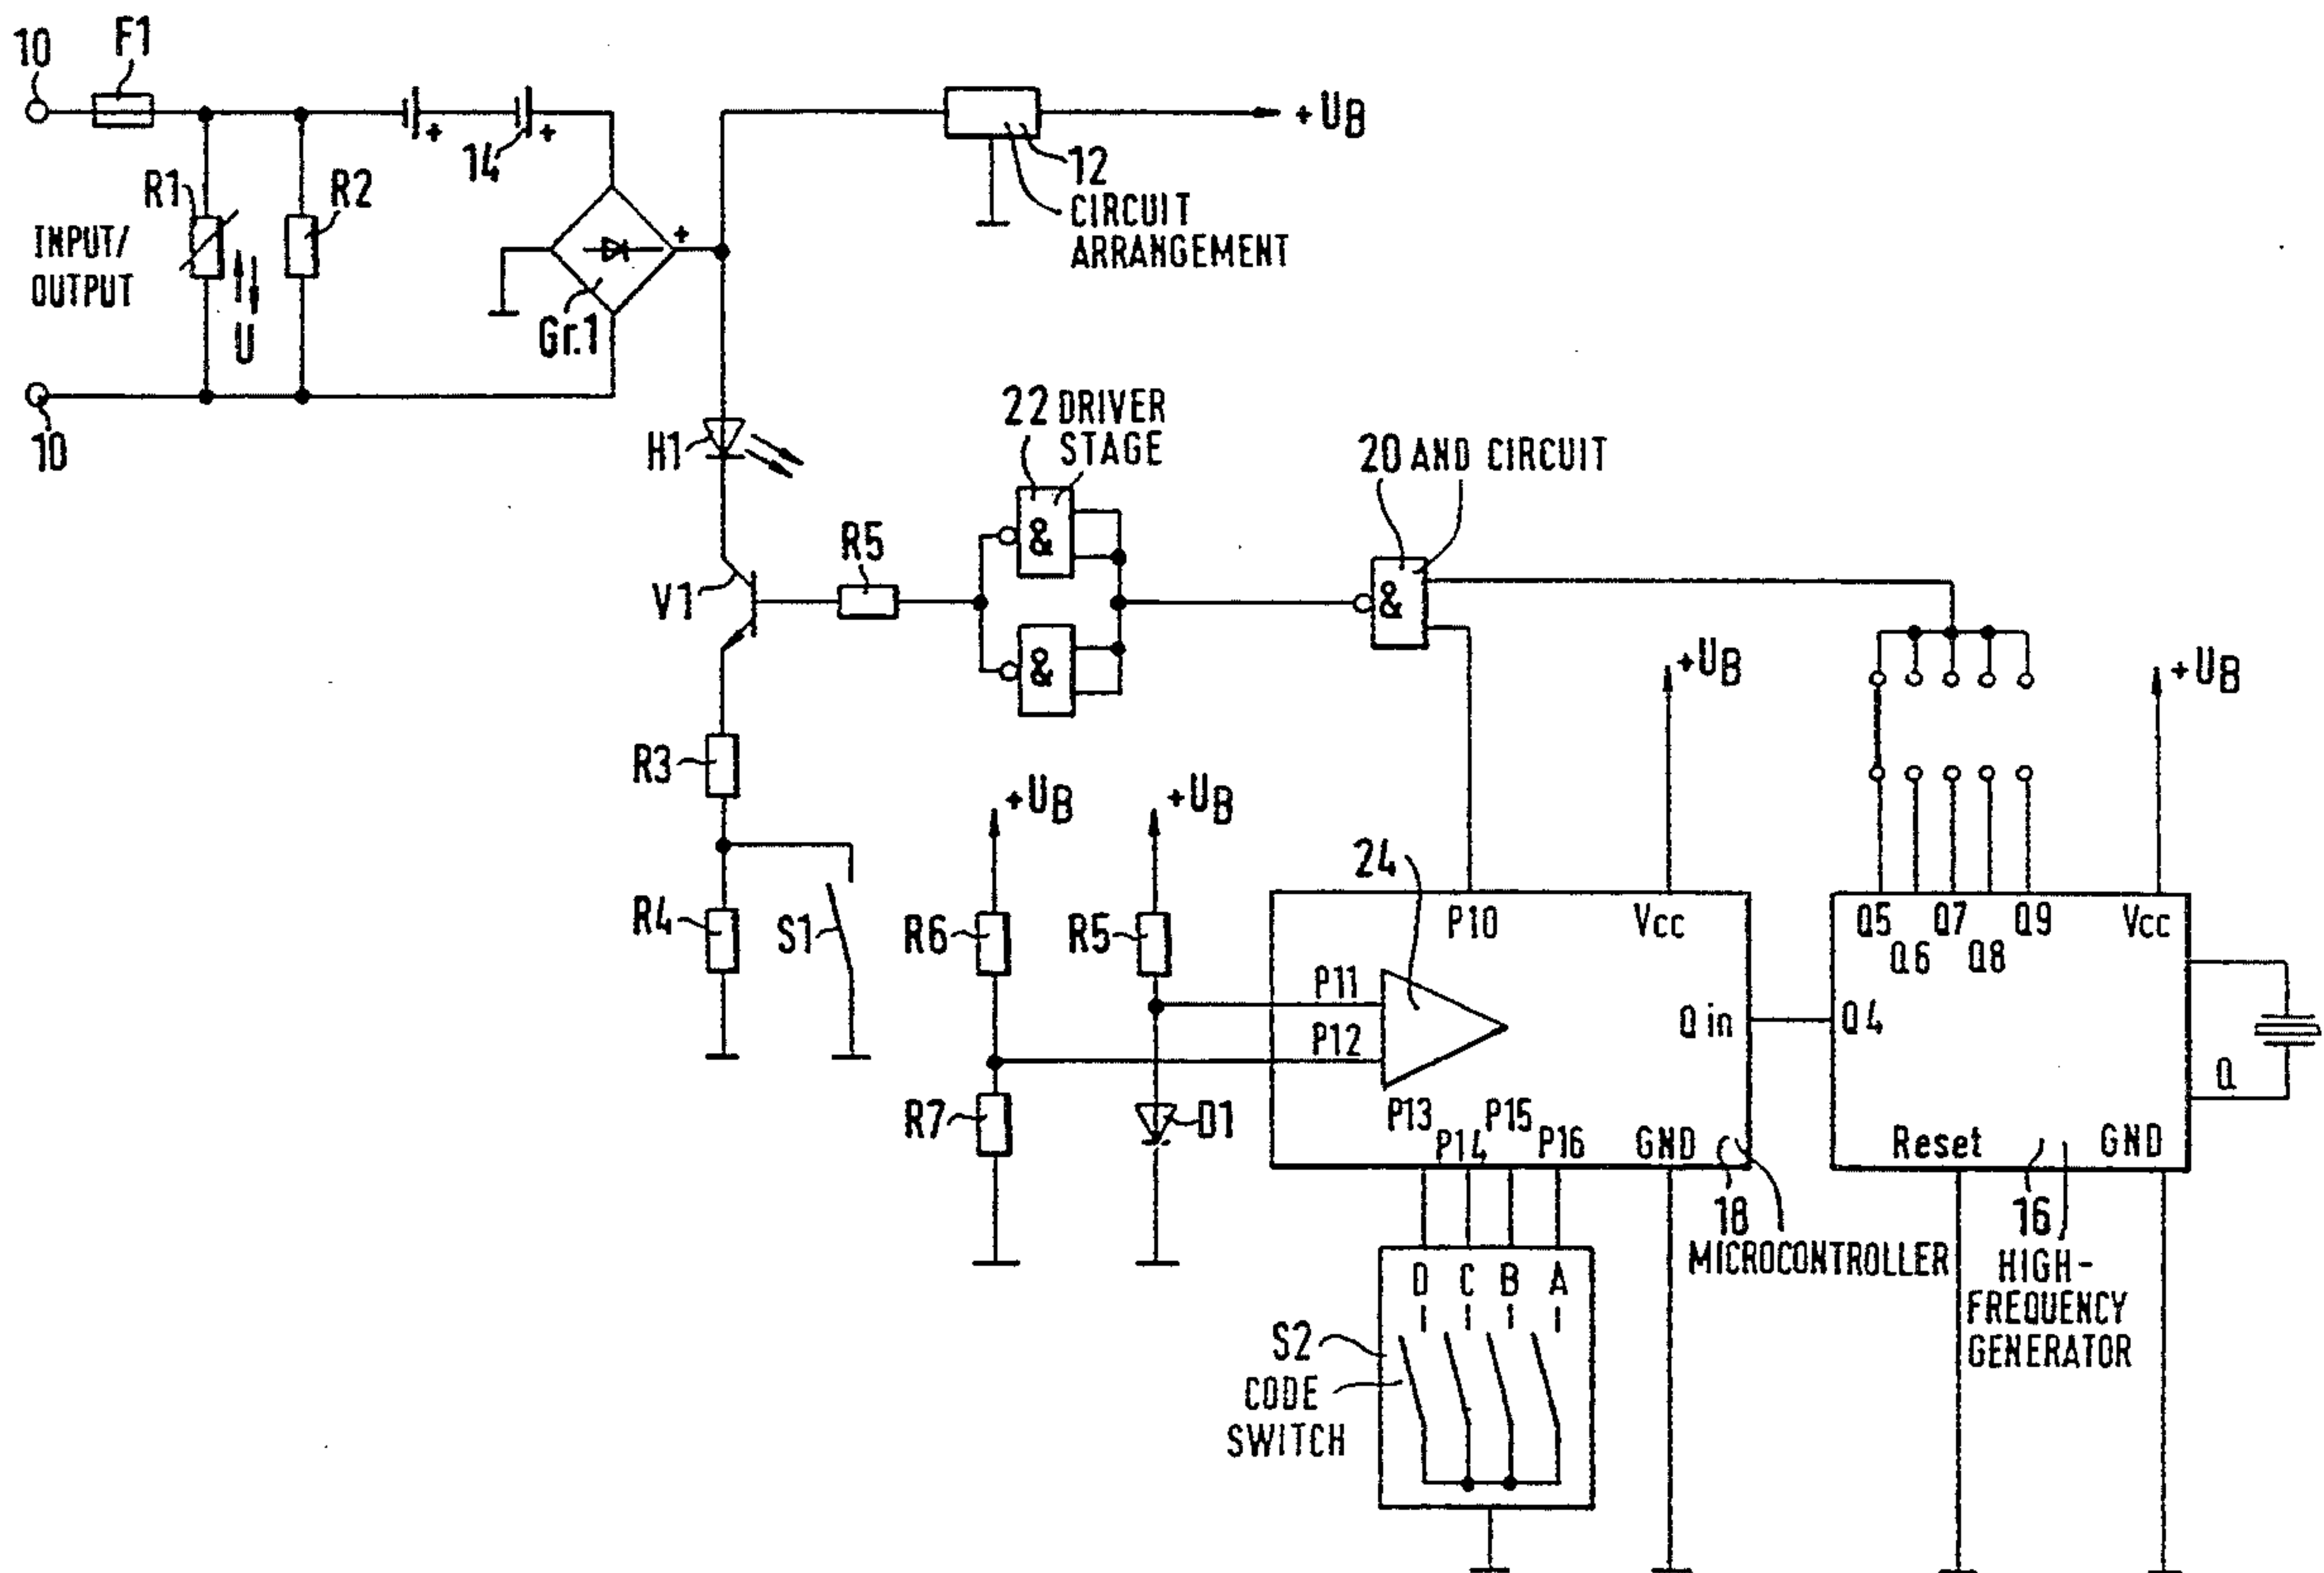 10
F1
+
14
+
R1
R2
INPUT/
OUTPUT
U
+
Gr.1
10
12
CIRCUIT
ARRANGEMENT
+UB
H1
22 DRIVER
STAGE
&
&
20 AND CIRCUIT
&
V1
R5
R3
R4
S1
+UB
+UB
+UB
+UB
R6
R5
R7
D1
24
P10
Vcc
P11
P12
Q in
P13
P14
P15
P16
GND
18
MICROCONTROLLER
Q5
Q6
Q7
Q8
Q9
Vcc
Q4
Q
Reset
GND
16
HIGH-
FREQUENCY
GENERATOR
D C B A
S2
CODE
SWITCH